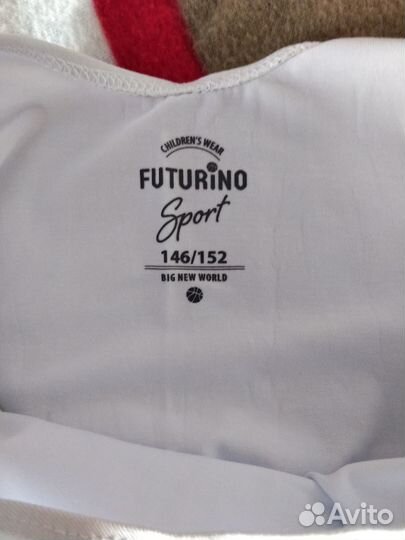 CHILDREN'S WEAR
FUTURiNO
Sport
146/152
BIG NEW WORLD
Avito